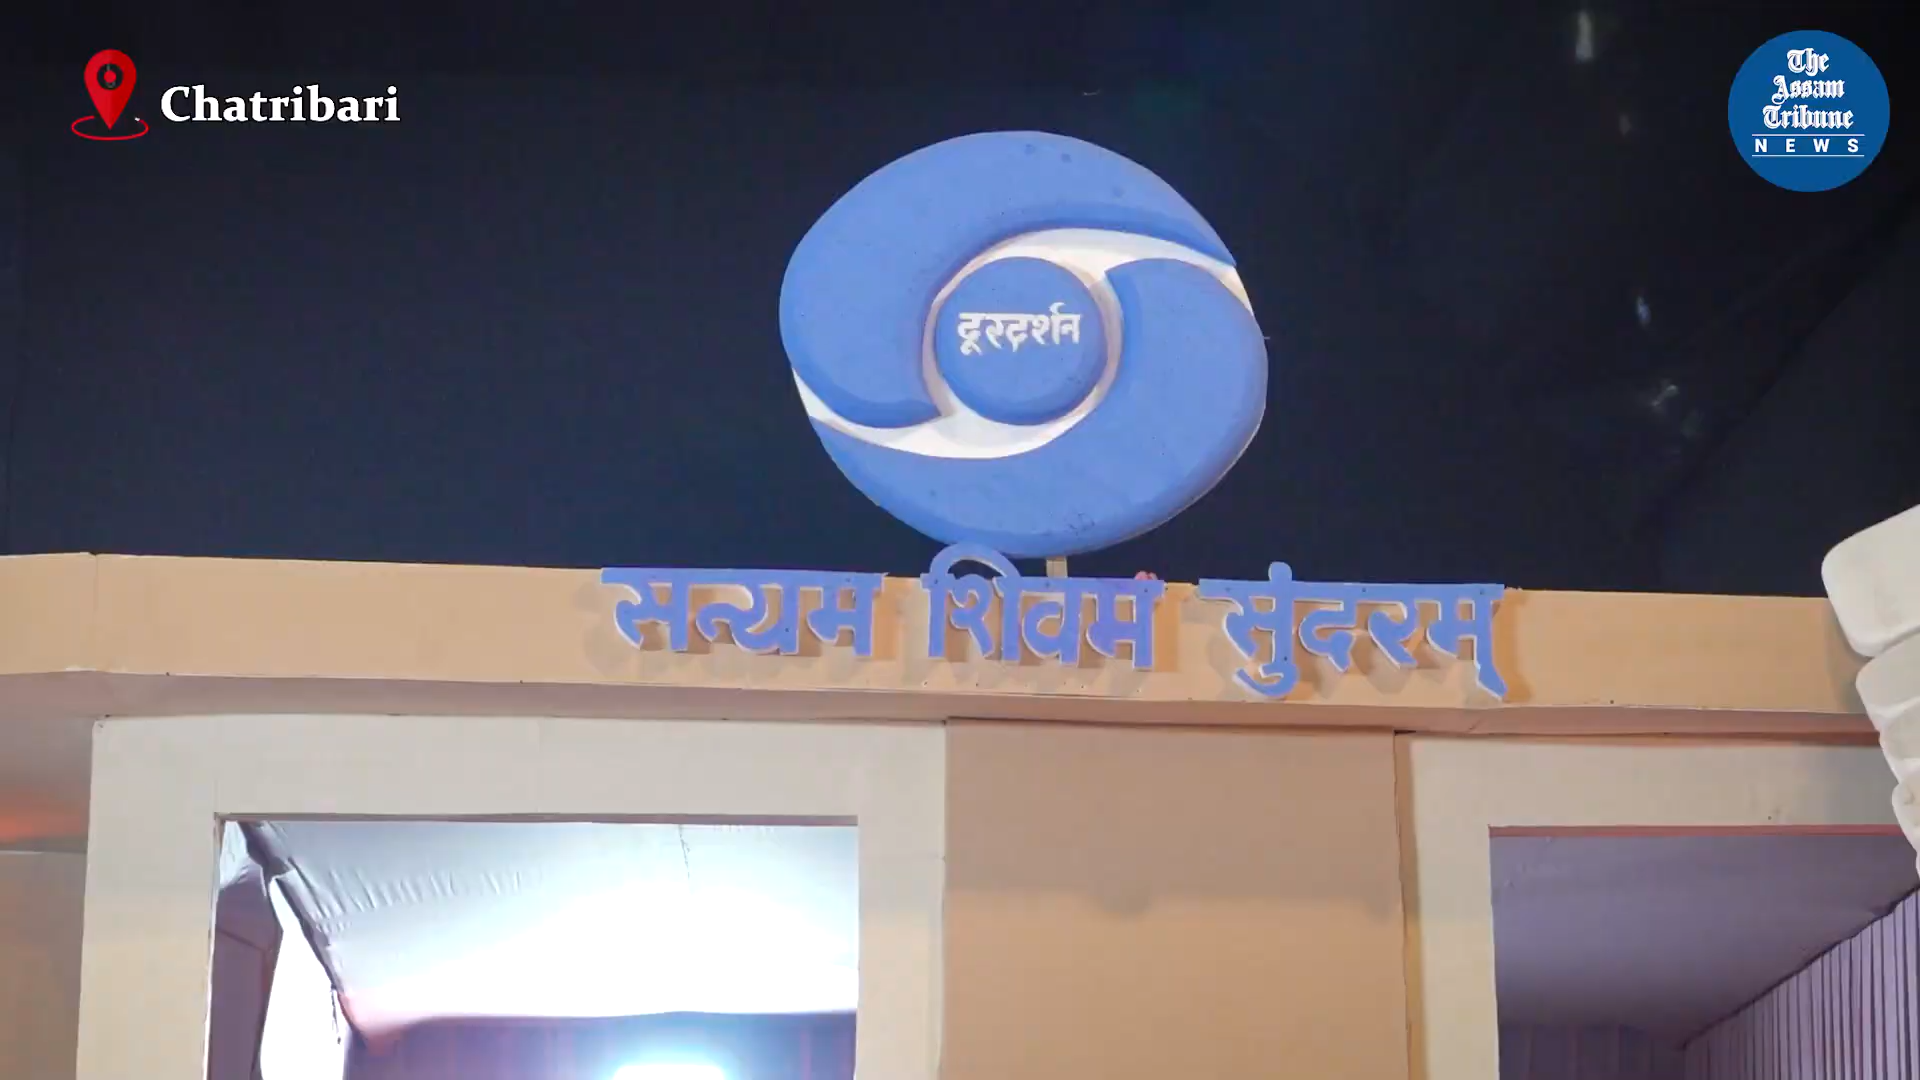 Chatribari
The
Assam
Tribune
NEWS
दूरदर्शन
सत्यम शिवम सुंदरम्